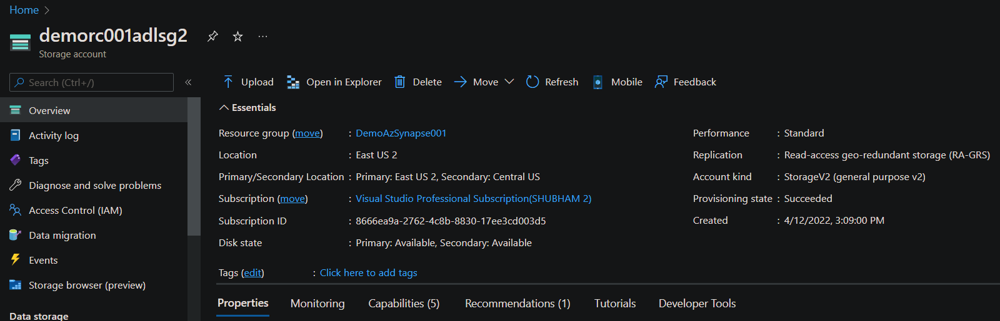 Home >
demorc001adlsg2
Storage account
Search (Ctrl+/)
«
Upload
Open in Explorer
Delete
Move
Refresh
Mobile
Feedback
Overview
Activity log
Tags
Diagnose and solve problems
Access Control (IAM)
Data migration
Events
Storage browser (preview)
Data storage
Essentials
Resource group (move) : DemoAzSynapse001
Location : East US 2
Primary/Secondary Location : Primary: East US 2, Secondary: Central US
Subscription (move) : Visual Studio Professional Subscription(SHUBHAM 2)
Subscription ID : 8666ea9a-2762-4c8b-8830-17ee3cd003d5
Disk state : Primary: Available, Secondary: Available
Performance : Standard
Replication : Read-access geo-redundant storage (RA-GRS)
Account kind : StorageV2 (general purpose v2)
Provisioning state : Succeeded
Created : 4/12/2022, 3:09:00 PM
Tags (edit) : Click here to add tags
Properties
Monitoring
Capabilities (5)
Recommendations (1)
Tutorials
Developer Tools